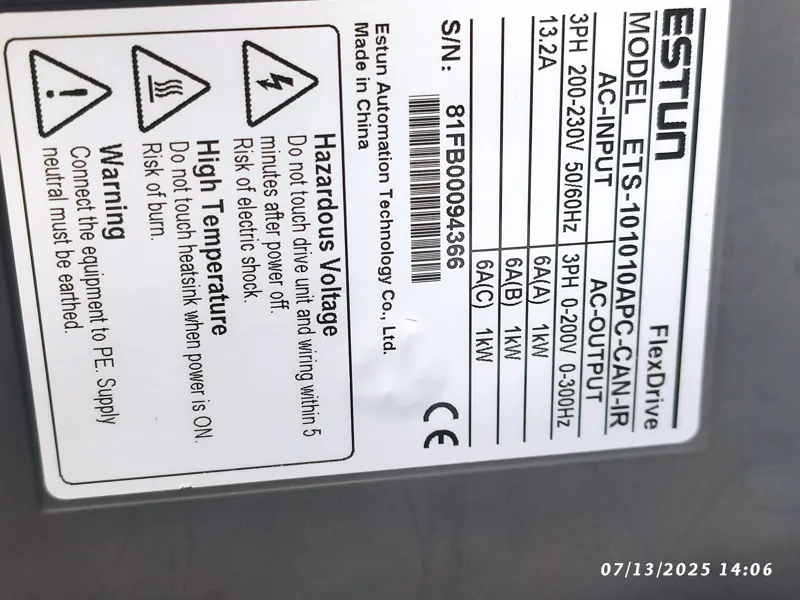 ESTUN FlexDrive
MODEL ETS-101010APC-CAN-IR
AC-INPUT AC-OUTPUT
3PH 200-230V 50/60Hz 3PH 0-200V 0-300Hz
13.2A 6A(A) 1kW
6A(B) 1kW
6A(C) 1kW
S/N: 81FB00094366
CE
Estun Automation Technology Co., Ltd.
Made in China
Hazardous Voltage
Do not touch drive unit and wiring within 5
minutes after power off.
Risk of electric shock.
High Temperature
Do not touch heatsink when power is ON.
Risk of burn.
Warning
Connect the equipment to PE. Supply
neutral must be earthed.
07/13/2025 14:06